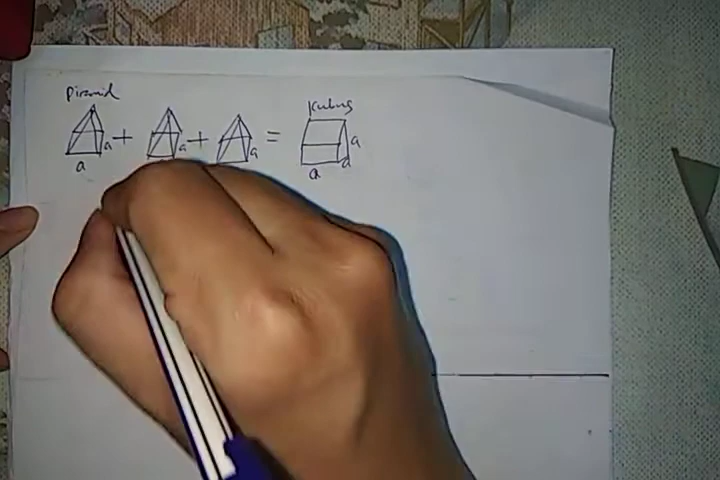 piramid kubus
a + a + a = a
a a a